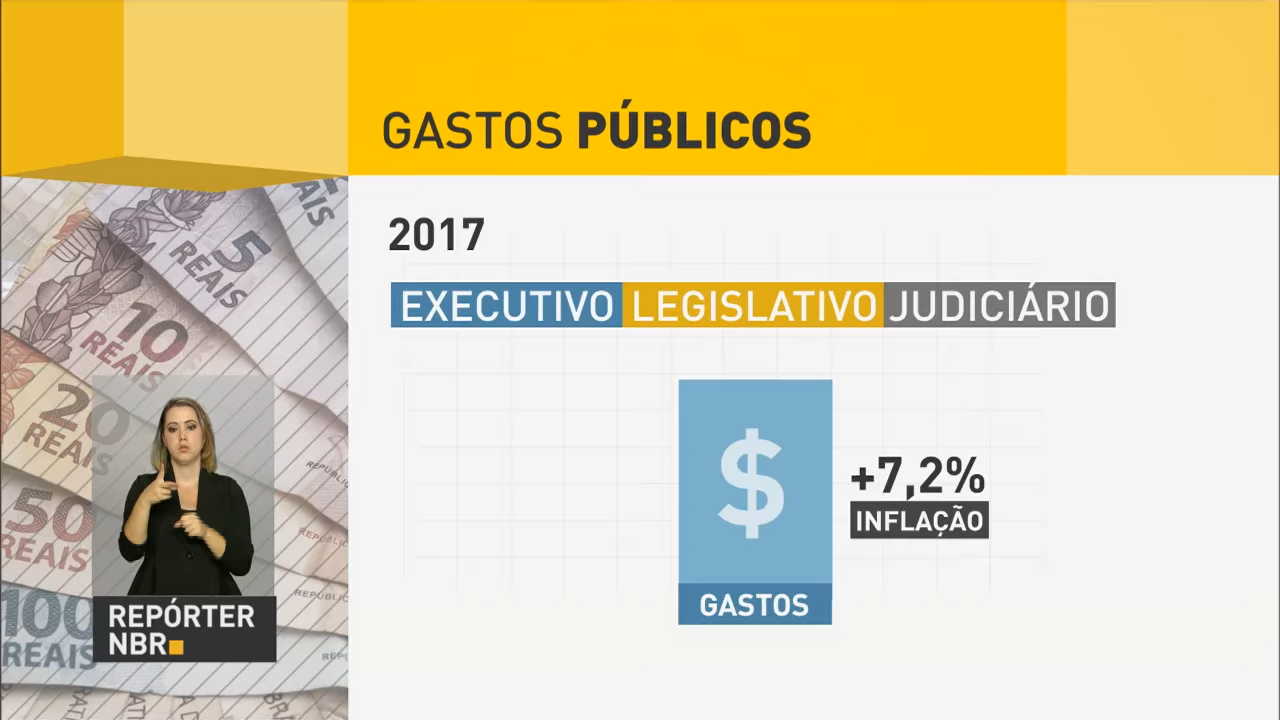 GASTOS PÚBLICOS
2017
EXECUTIVO LEGISLATIVO JUDICIÁRIO
$
+7,2%
INFLAÇÃO
GASTOS
REPÓRTER
NBR
5
REAIS
AIS
10
REAIS
20
REAIS
50
REAIS
100
REAIS